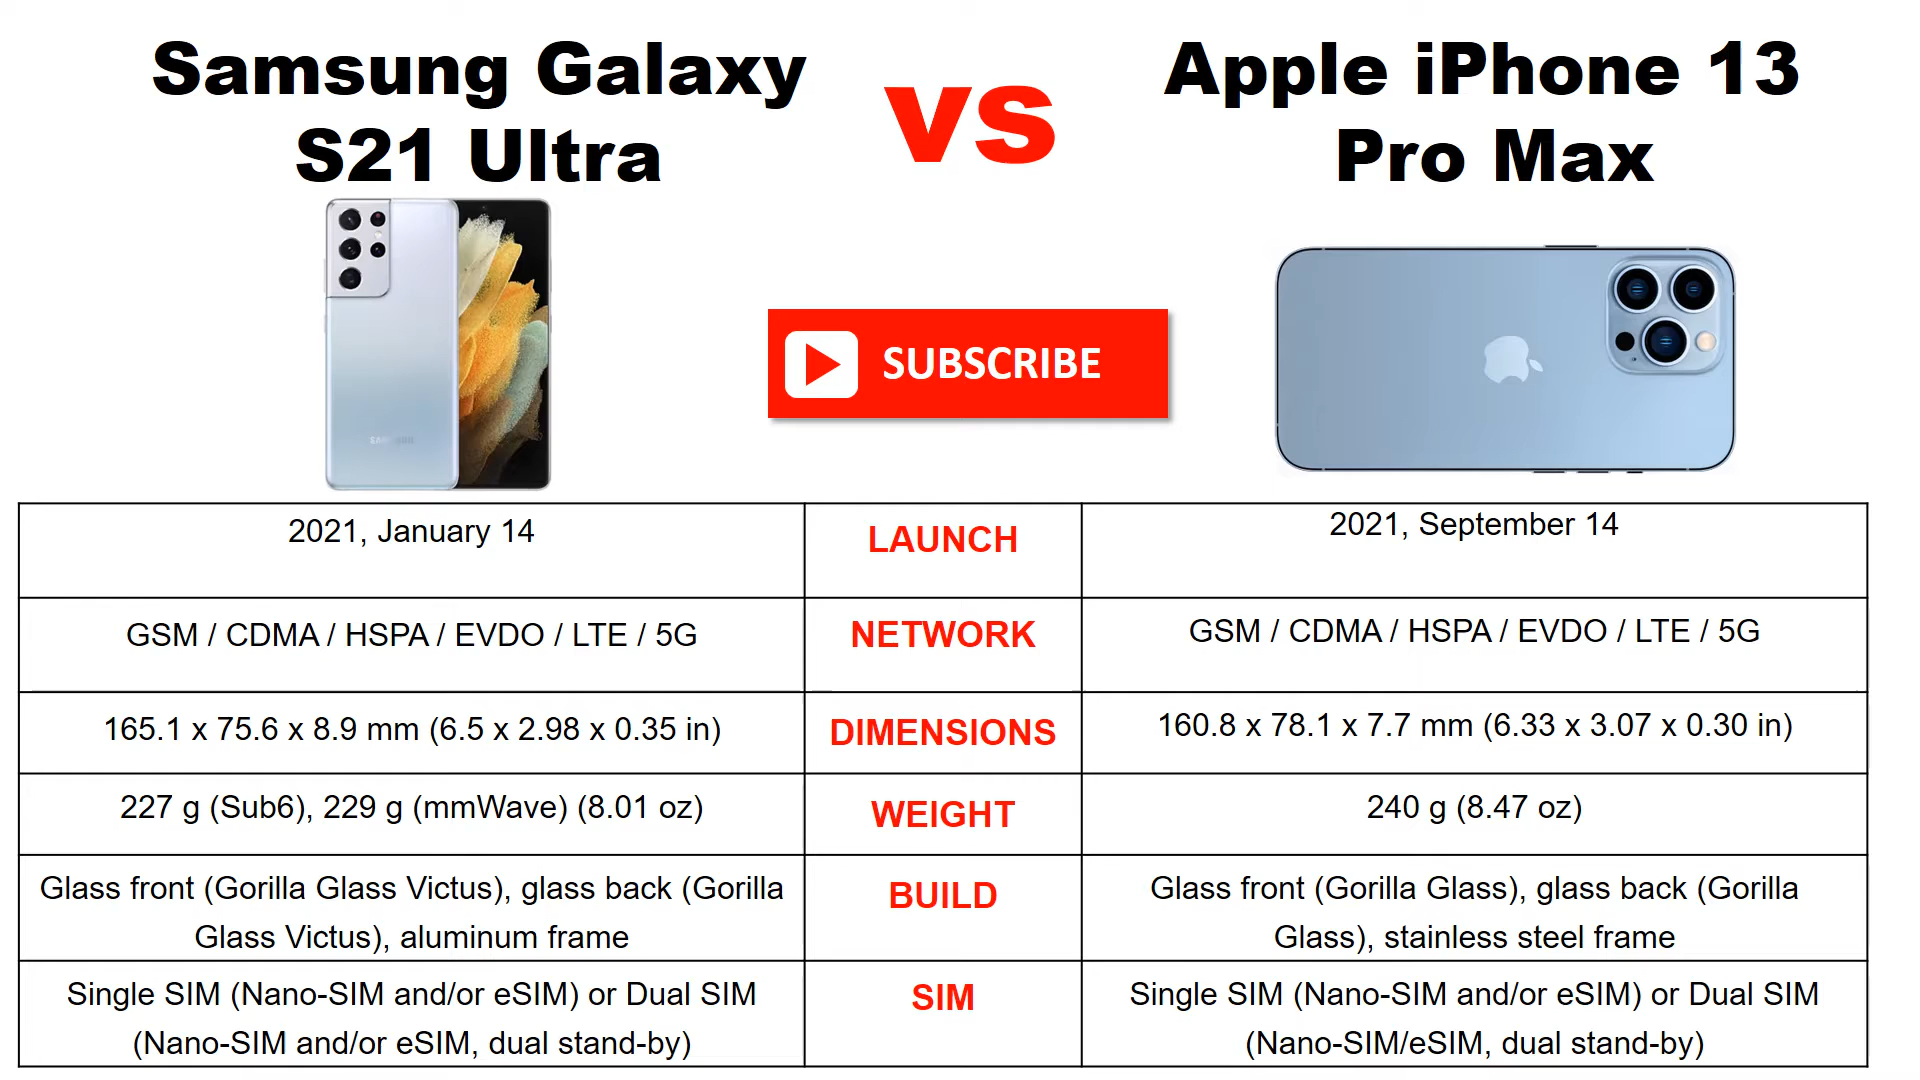 Samsung Galaxy
S21 Ultra
VS
Apple iPhone 13
Pro Max
SUBSCRIBE
SAMSUNG
2021, January 14
LAUNCH
2021, September 14
GSM / CDMA / HSPA / EVDO / LTE / 5G
NETWORK
GSM / CDMA / HSPA / EVDO / LTE / 5G
165.1 x 75.6 x 8.9 mm (6.5 x 2.98 x 0.35 in)
DIMENSIONS
160.8 x 78.1 x 7.7 mm (6.33 x 3.07 x 0.30 in)
227 g (Sub6), 229 g (mmWave) (8.01 oz)
WEIGHT
240 g (8.47 oz)
Glass front (Gorilla Glass Victus), glass back (Gorilla
Glass Victus), aluminum frame
BUILD
Glass front (Gorilla Glass), glass back (Gorilla
Glass), stainless steel frame
Single SIM (Nano-SIM and/or eSIM) or Dual SIM
(Nano-SIM and/or eSIM, dual stand-by)
SIM
Single SIM (Nano-SIM and/or eSIM) or Dual SIM
(Nano-SIM/eSIM, dual stand-by)